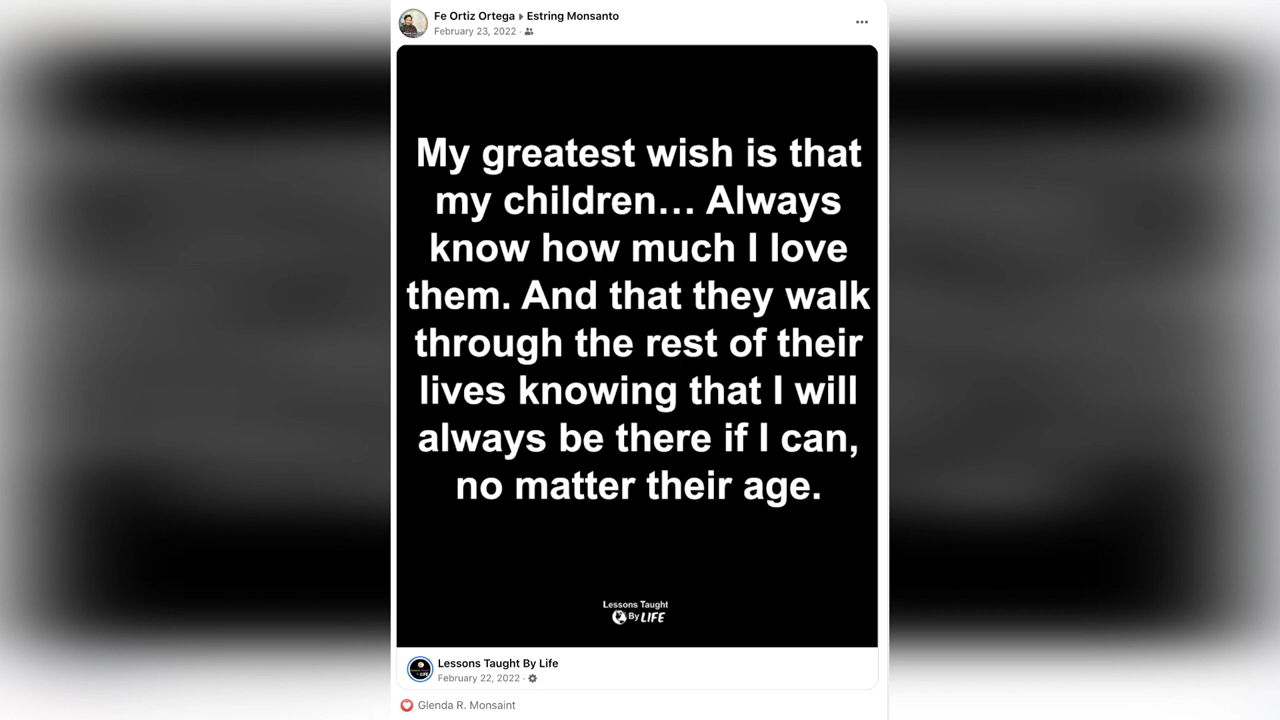 Fe Ortiz Ortega ▸ Estring Monsanto
February 23, 2022 ·
My greatest wish is that
my children... Always
know how much I love
them. And that they walk
through the rest of their
lives knowing that I will
always be there if I can,
no matter their age.
Lessons Taught
By LIFE
Lessons Taught By Life
February 22, 2022 ·
Glenda R. Monsaint